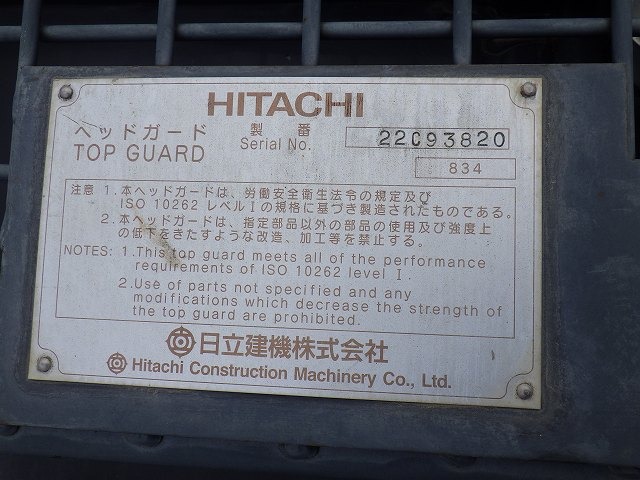 HITACHI
ヘッドガード 製番 22C93820
TOP GUARD Serial No.
834
注意 1.本ヘッドガードは、労働安全衛生法令の規定及び
ISO 10262 レベルⅠの規格に基づき製造されたものである。
2.本ヘッドガードは、指定部品以外の部品の使用及び強度上
の低下をきたすような改造、加工等を禁止する。
NOTES: 1.This top guard meets all of the performance
requirements of ISO 10262 level Ⅰ.
2.Use of parts not specified and any
modifications which decrease the strength of
the top guard are prohibited.
日立建機株式会社
Hitachi Construction Machinery Co., Ltd.